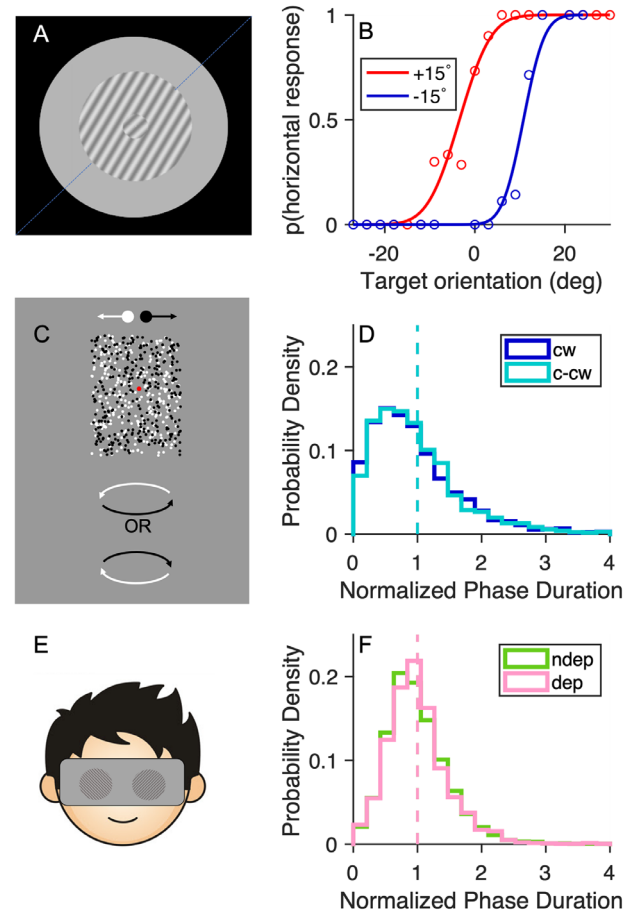 A
B
p(horizontal response)
1
0.5
0
+15°
-15°
-20
0
20
Target orientation (deg)
C
OR
D
Probability Density
0.2
0.1
0
cw
c-cw
0
1
2
3
4
Normalized Phase Duration
E
F
Probability Density
0.2
0.1
0
ndep
dep
0
1
2
3
4
Normalized Phase Duration